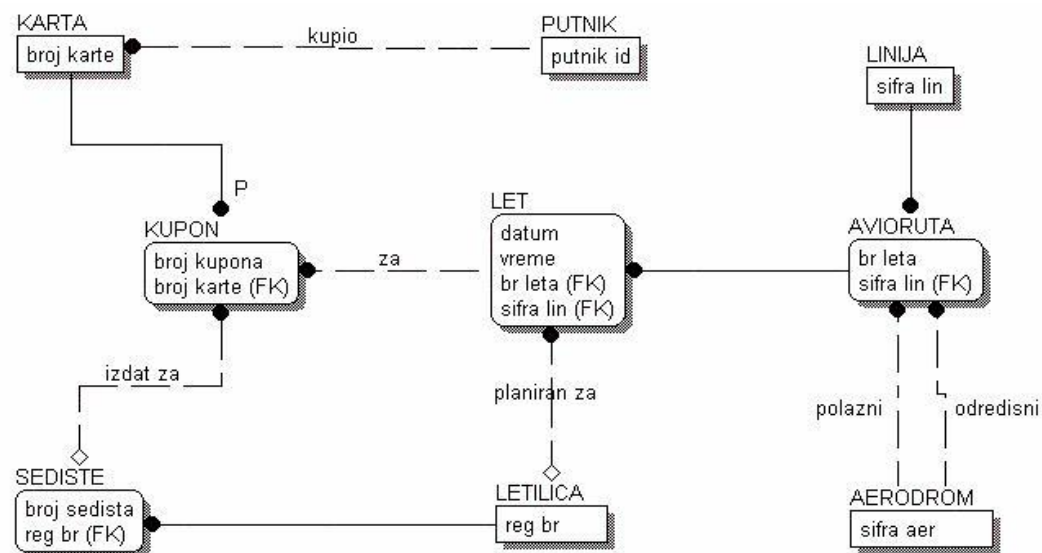 KARTA
broj karte
kupio
PUTNIK
putnik id
LINIJA
sifra lin
P
KUPON
broj kupona
broj karte (FK)
za
LET
datum
vreme
br leta (FK)
sifra lin (FK)
AVIORUTA
br leta
sifra lin (FK)
izdat za
planiran za
polazni
odredisni
SEDISTE
broj sedista
reg br (FK)
LETILICA
reg br
AERODROM
sifra aer